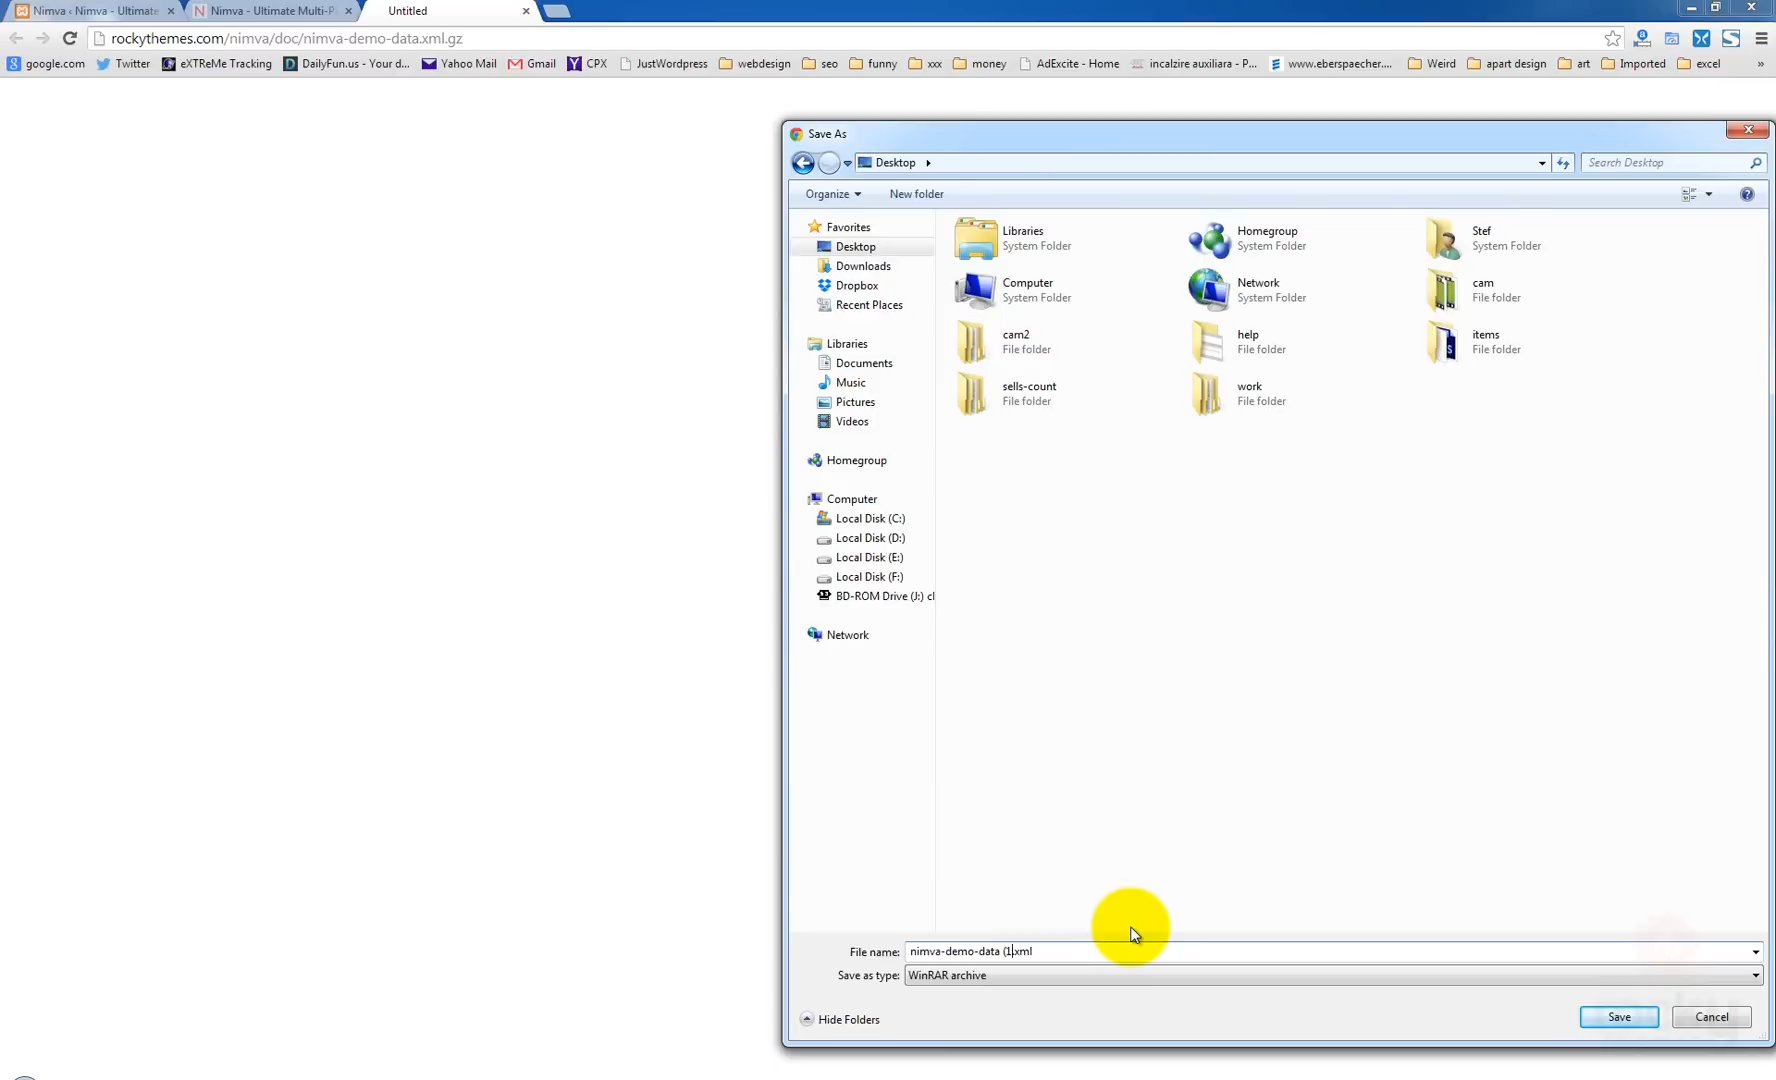 Nimva ‹ Nimva - Ultimate
Nimva - Ultimate Multi-P
Untitled
rockythemes.com/nimva/doc/nimva-demo-data.xml.gz
google.com Twitter eXTReMe Tracking DailyFun.us - Your d... Yahoo Mail Gmail CPX JustWordpress webdesign seo funny xxx money AdExcite - Home incalzire auxiliara - P... www.eberspaecher.... Weird apart design art Imported excel »
Save As
Desktop
Search Desktop
Organize New folder
Favorites
Desktop
Downloads
Dropbox
Recent Places
Libraries
Documents
Music
Pictures
Videos
Homegroup
Computer
Local Disk (C:)
Local Disk (D:)
Local Disk (E:)
Local Disk (F:)
BD-ROM Drive (J:) cl
Network
Libraries
System Folder
Homegroup
System Folder
Stef
System Folder
Computer
System Folder
Network
System Folder
cam
File folder
cam2
File folder
help
File folder
items
File folder
sells-count
File folder
work
File folder
File name: nimva-demo-data (1.xml
Save as type: WinRAR archive
Hide Folders
Save Cancel